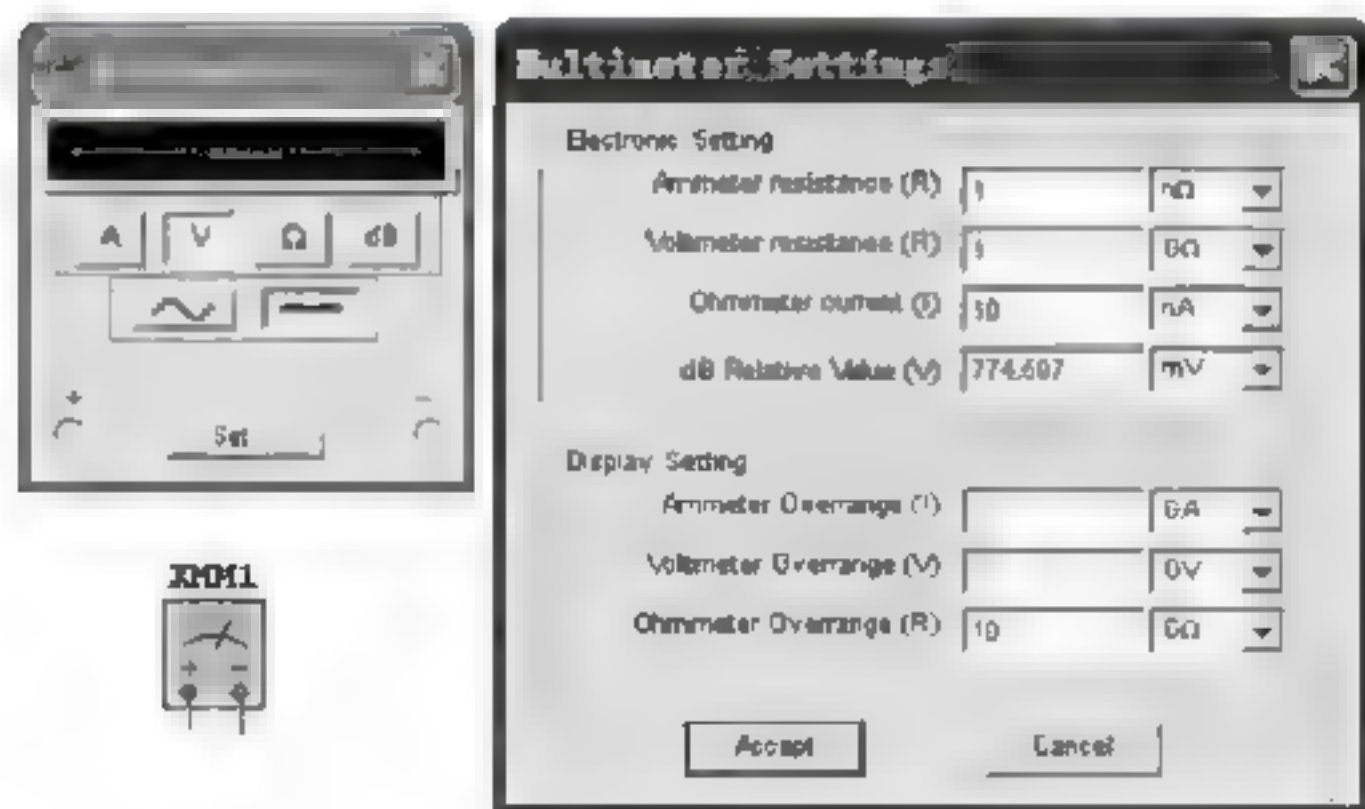 Multimeter Settings
Electronic Setting
A V Ω dB
Ammeter resistance (R) nΩ
Voltmeter resistance (R) GΩ
Ohmmeter current (I) 10 nA
dB Relative Value (V) 774.597 mV
+ -
Set
Display Setting
Ammeter Overrange (I) GA
Voltmeter Overrange (V) GV
Ohmmeter Overrange (R) 10 GΩ
XMM1
+ -
Accept Cancel